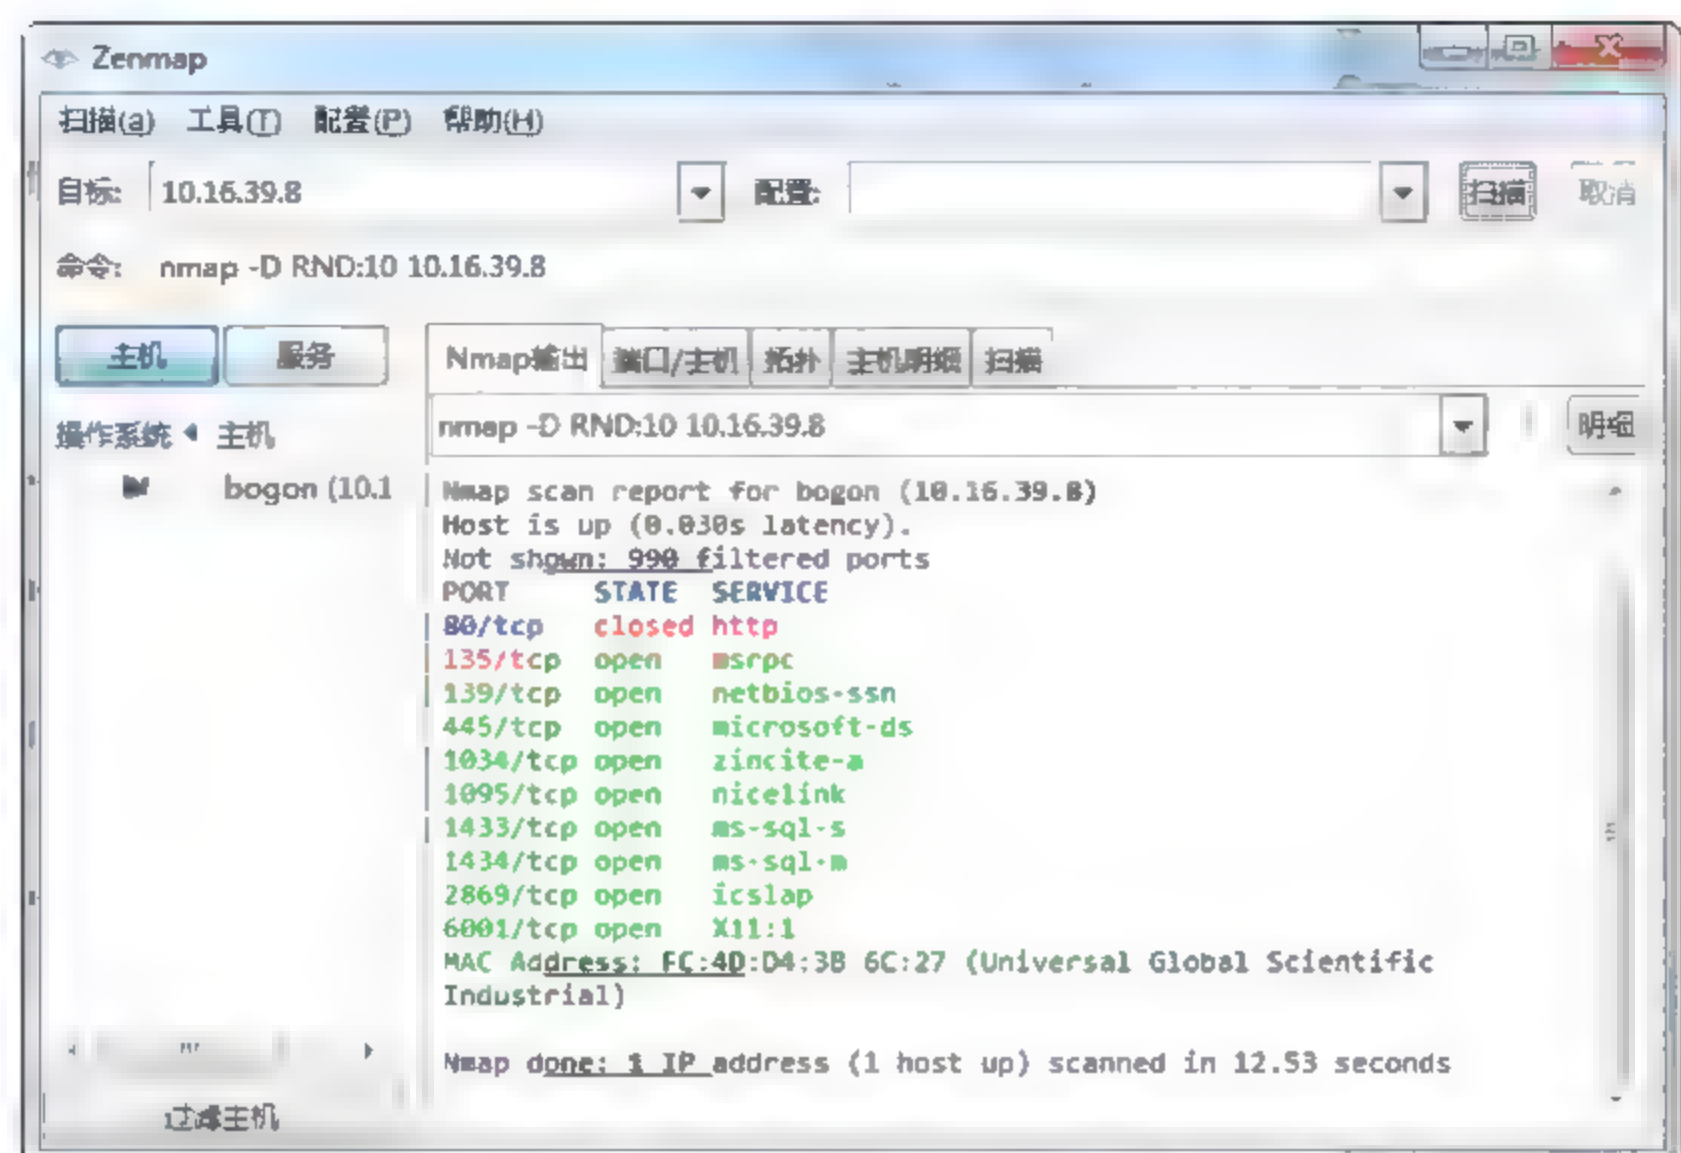 Zenmap
扫描(a) 工具(T) 配置(P) 帮助(H)
目标: 10.16.39.8 配置: 扫描 取消
命令: nmap -D RND:10 10.16.39.8
主机 服务 Nmap输出 端口/主机 拓扑 主机明细 扫描
操作系统 主机 nmap -D RND:10 10.16.39.8 明细
bogon (10.1
Nmap scan report for bogon (10.16.39.8)
Host is up (0.030s latency).
Not shown: 990 filtered ports
PORT STATE SERVICE
80/tcp closed http
135/tcp open msrpc
139/tcp open netbios-ssn
445/tcp open microsoft-ds
1034/tcp open zincite-a
1095/tcp open nicelink
1433/tcp open ms-sql-s
1434/tcp open ms-sql-m
2869/tcp open icslap
6001/tcp open X11:1
MAC Address: FC:4D:D4:3B 6C:27 (Universal Global Scientific
Industrial)
Nmap done: 1 IP address (1 host up) scanned in 12.53 seconds
过滤主机